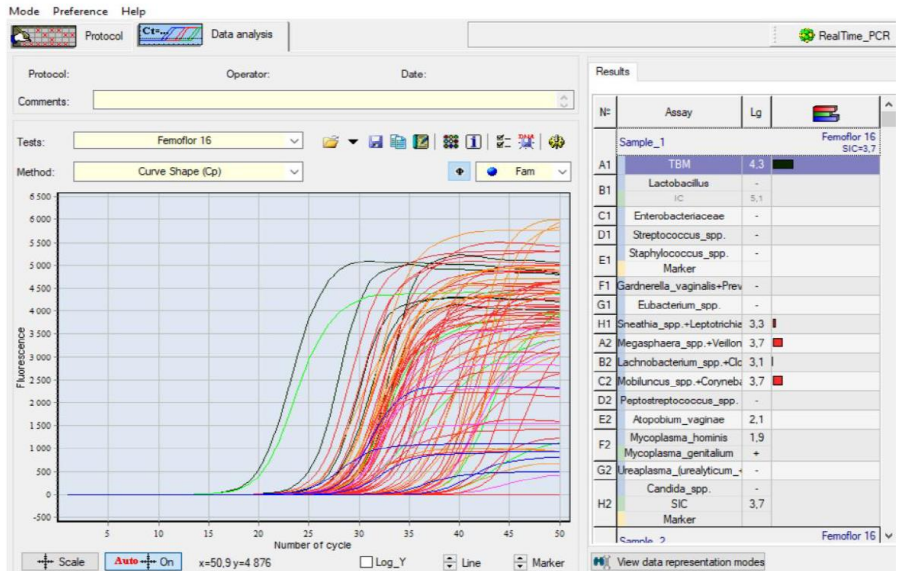 Mode Preference Help
Protocol Ct=... Data analysis RealTime_PCR
Protocol: Operator: Date:
Comments:
Tests: Femoflor 16
Method: Curve Shape (Cp) Fam
Fluorescence
6 500
6 000
5 500
5 000
4 500
4 000
3 500
3 000
2 500
2 000
1 500
1 000
500
0
-500
5 10 15 20 25 30 35 40 45 50
Number of cycle
Scale Auto On x=50,9 y=4 876 Log_Y Line Marker
Results
Nº Assay Lg
Sample_1 Femoflor 16
SIC=3,7
A1 TBM 4,3
B1 Lactobacillus -
IC 5,1
C1 Enterobacteriaceae -
D1 Streptococcus_spp. -
E1 Staphylococcus_spp. -
Marker
F1 Gardnerella_vaginalis+Prev -
G1 Eubacterium_spp. -
H1 Sneathia_spp.+Leptotrichia 3,3
A2 Megasphaera_spp.+Veillon 3,7
B2 Lachnobacterium_spp.+Clo 3,1
C2 Mobiluncus_spp.+Coryneba 3,7
D2 Peptostreptococcus_spp. -
E2 Atopobium_vaginae 2,1
F2 Mycoplasma_hominis 1,9
Mycoplasma_genitalium +
G2 Ureaplasma_(urealyticum_+ -
H2 Candida_spp. -
SIC 3,7
Marker
Sample_2 Femoflor 16
View data representation modes